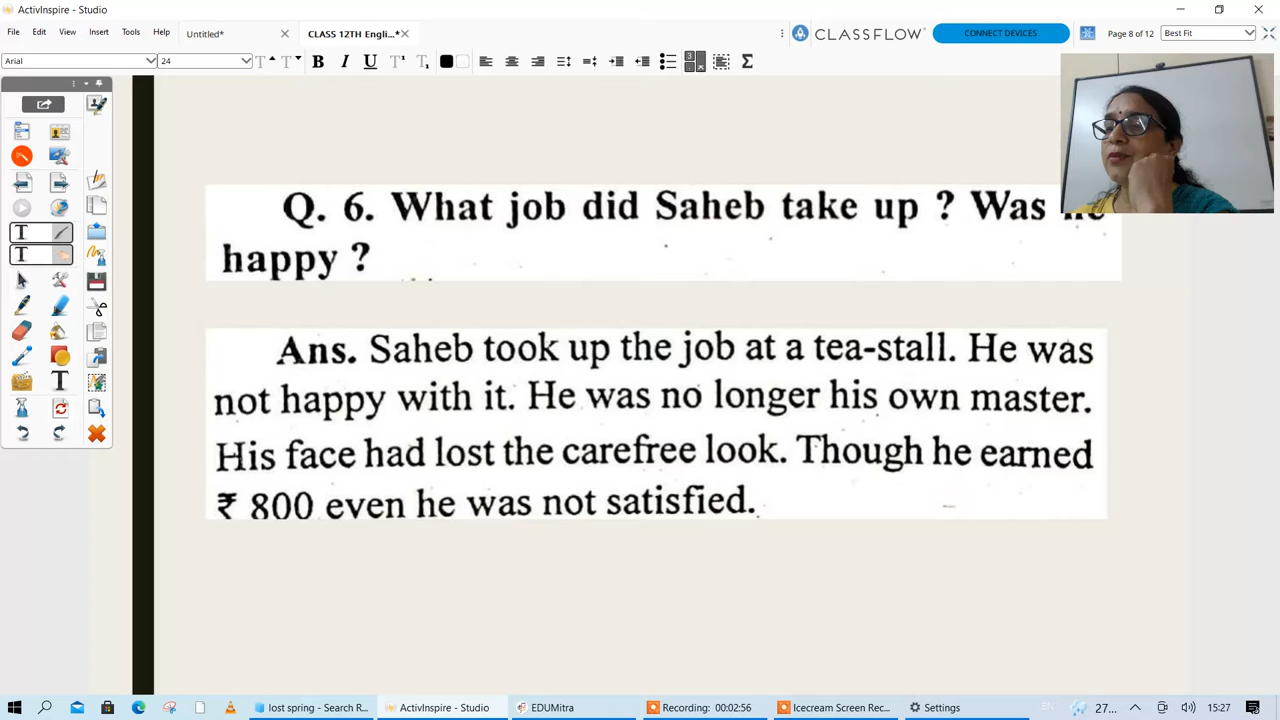 ActivInspire - Studio
File Edit View Insert Tools Help
Untitled*
CLASS 12TH Engli...*
CLASSFLOW
CONNECT DEVICES
Page 8 of 12
Best Fit
Arial
24
Q. 6. What job did Saheb take up ? Was he
happy ?
Ans. Saheb took up the job at a tea-stall. He was
not happy with it. He was no longer his own master.
His face had lost the carefree look. Though he earned
₹ 800 even he was not satisfied.
lost spring - Search R...
ActivInspire - Studio
EDUMitra
Recording: 00:02:56
Icecream Screen Rec...
Settings
EN
27...
15:27